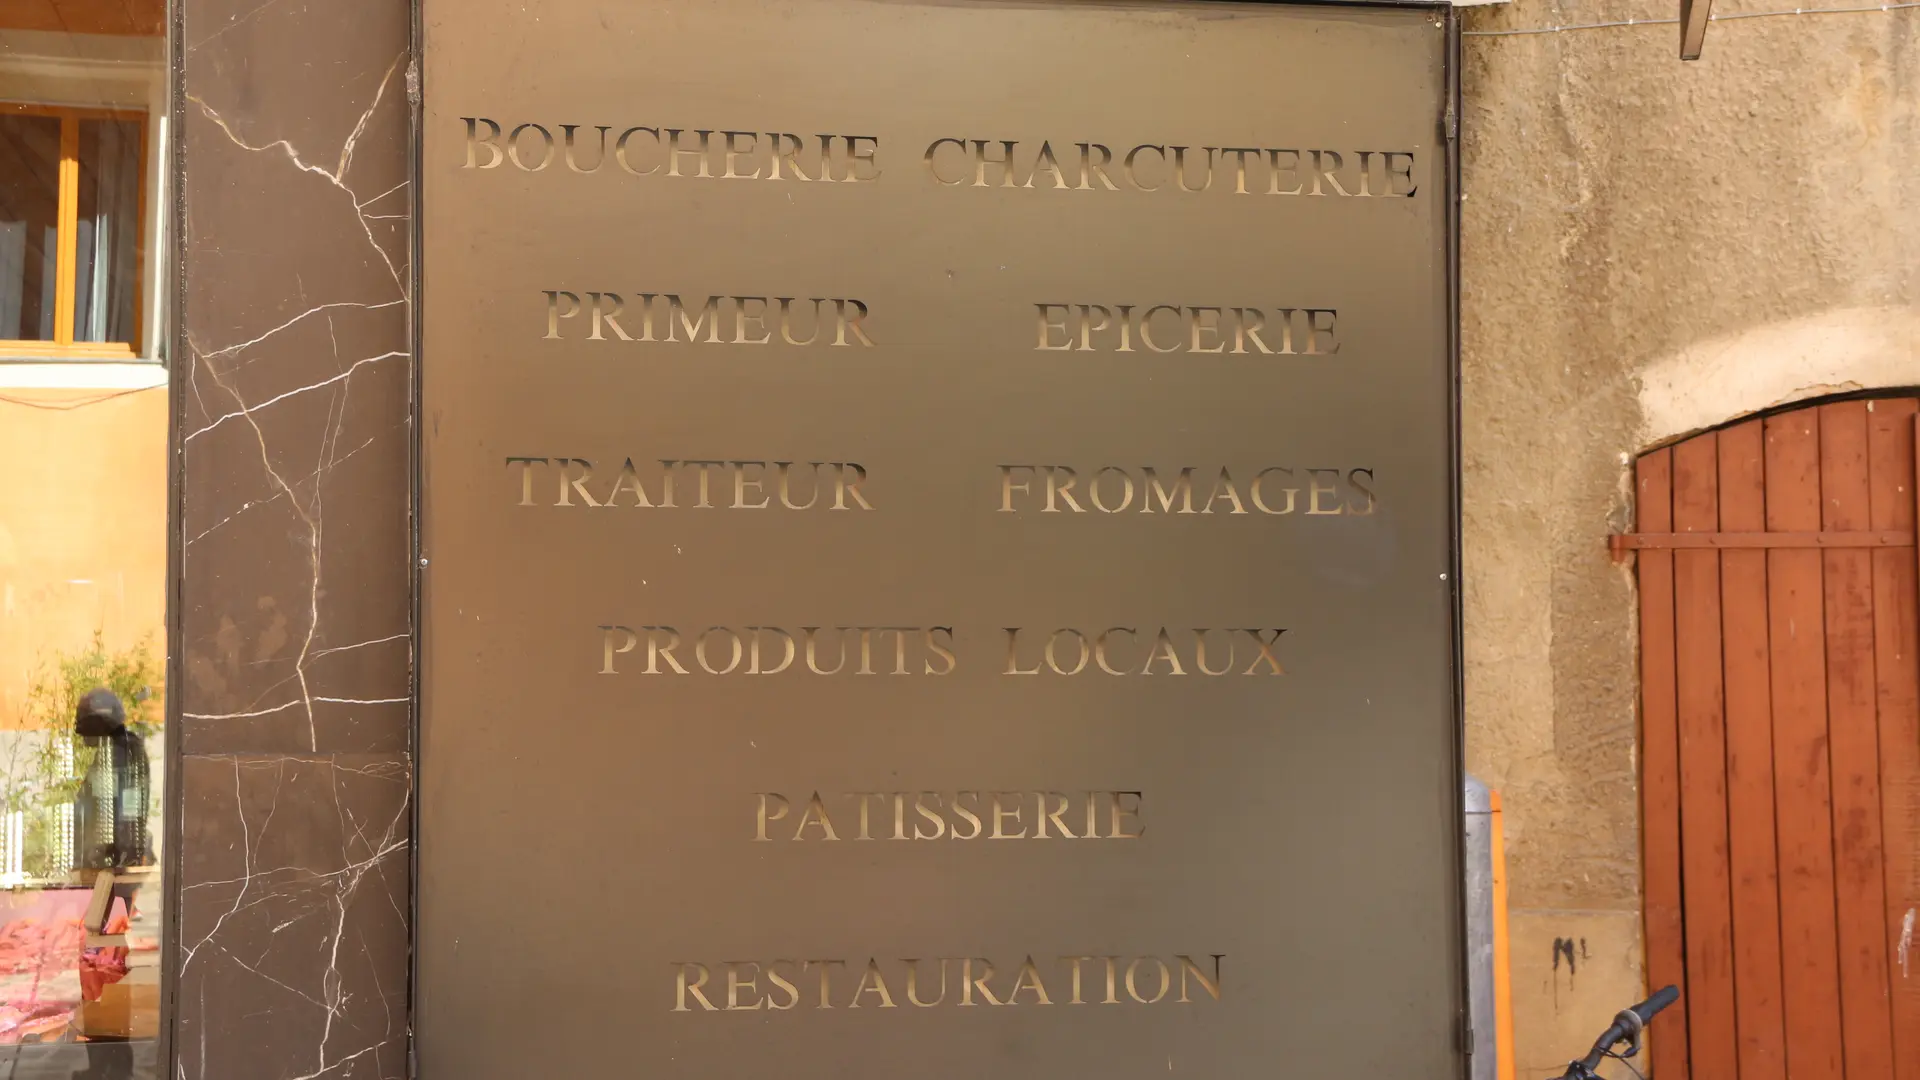 BOUCHERIE CHARCUTERIE
PRIMEUR EPICERIE
TRAITEUR FROMAGES
PRODUITS LOCAUX
PATISSERIE
RESTAURATION